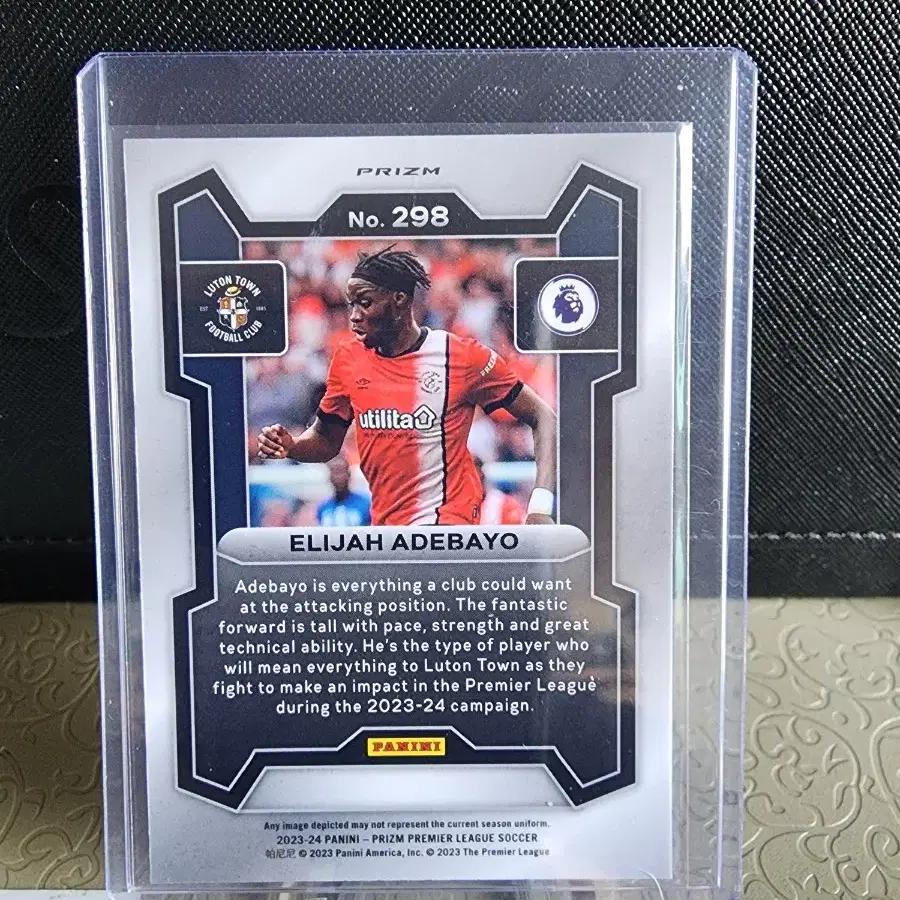 PRIZM
No. 298
LUTON TOWN
EST 1885
FOOTBALL CLUB
utilita
ELIJAH ADEBAYO
Adebayo is everything a club could want
at the attacking position. The fantastic
forward is tall with pace, strength and great
technical ability. He's the type of player who
will mean everything to Luton Town as they
fight to make an impact in the Premier League
during the 2023-24 campaign.
PANINI
Any image depicted may not represent the current season uniform.
2023-24 PANINI – PRIZM PREMIER LEAGUE SOCCER
帕尼尼 © 2023 Panini America, Inc. © 2023 The Premier League